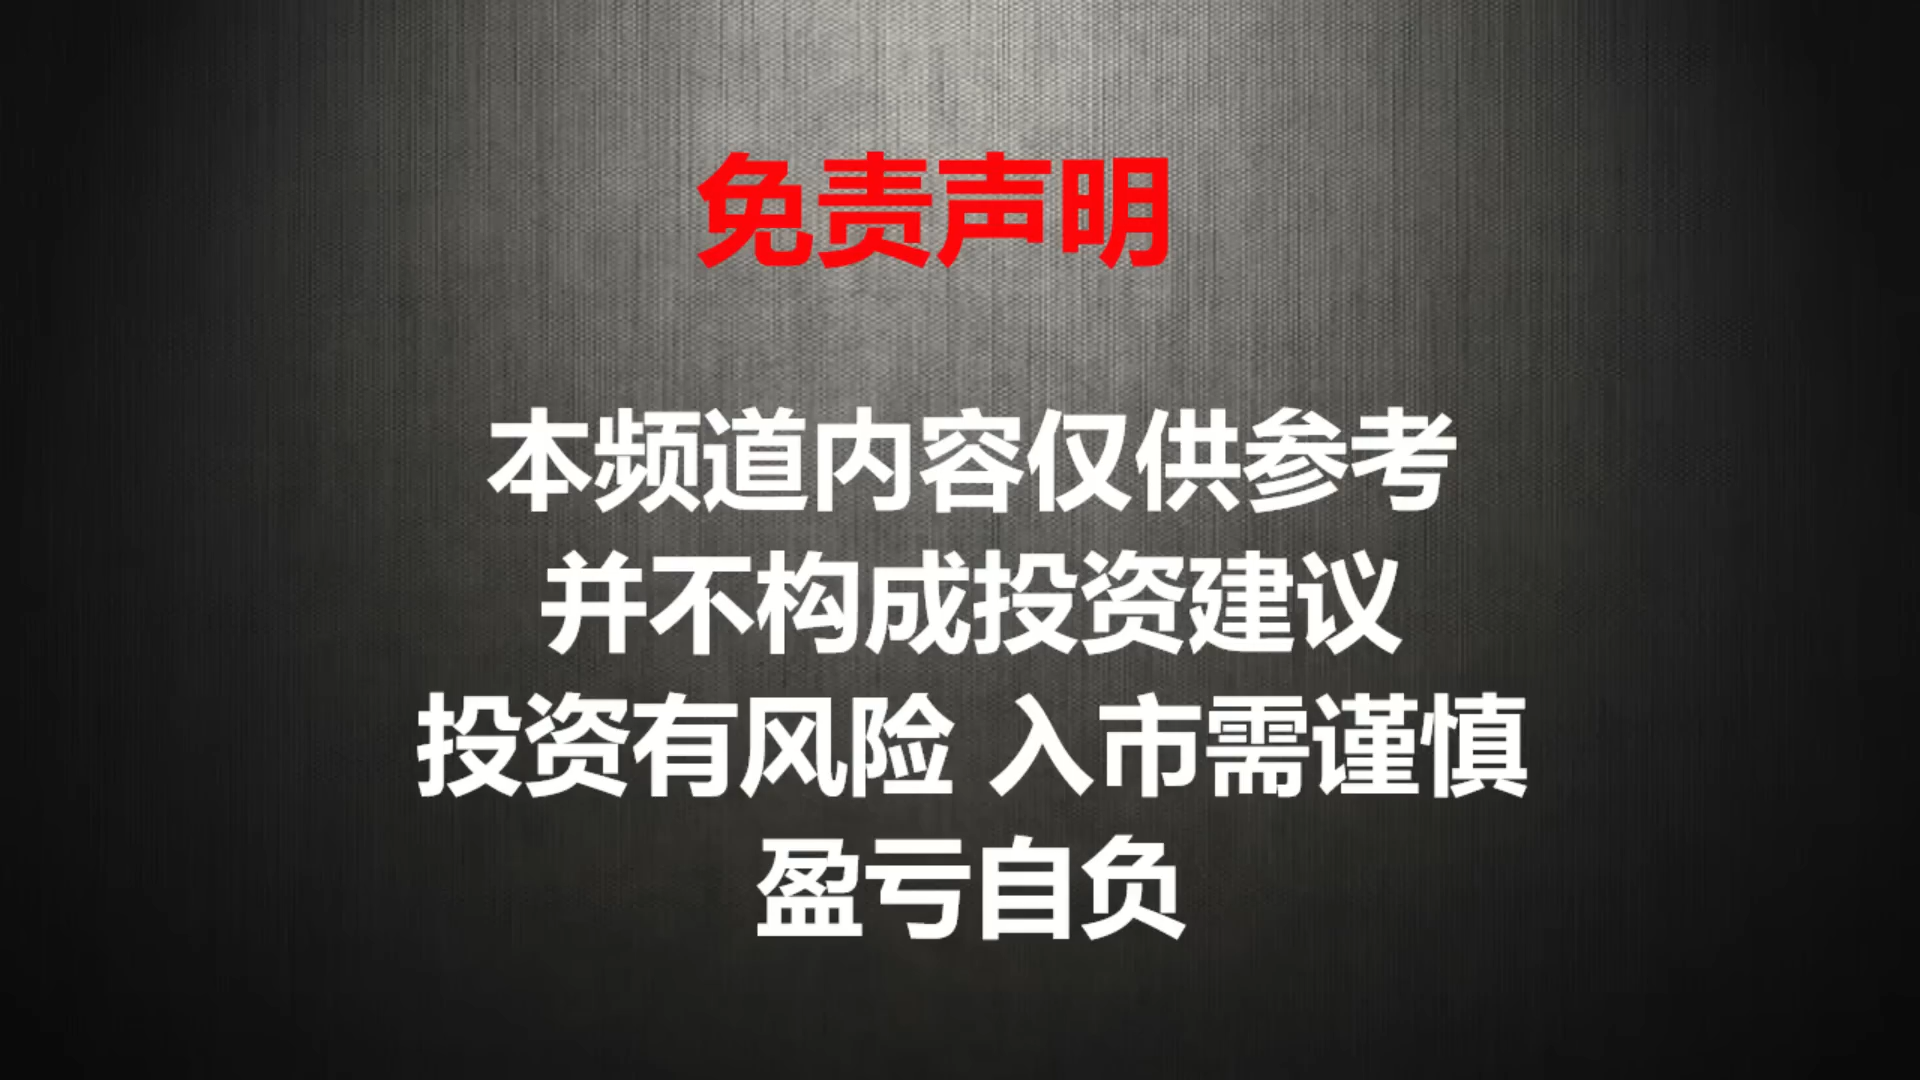 免责声明
本频道内容仅供参考
并不构成投资建议
投资有风险 入市需谨慎
盈亏自负